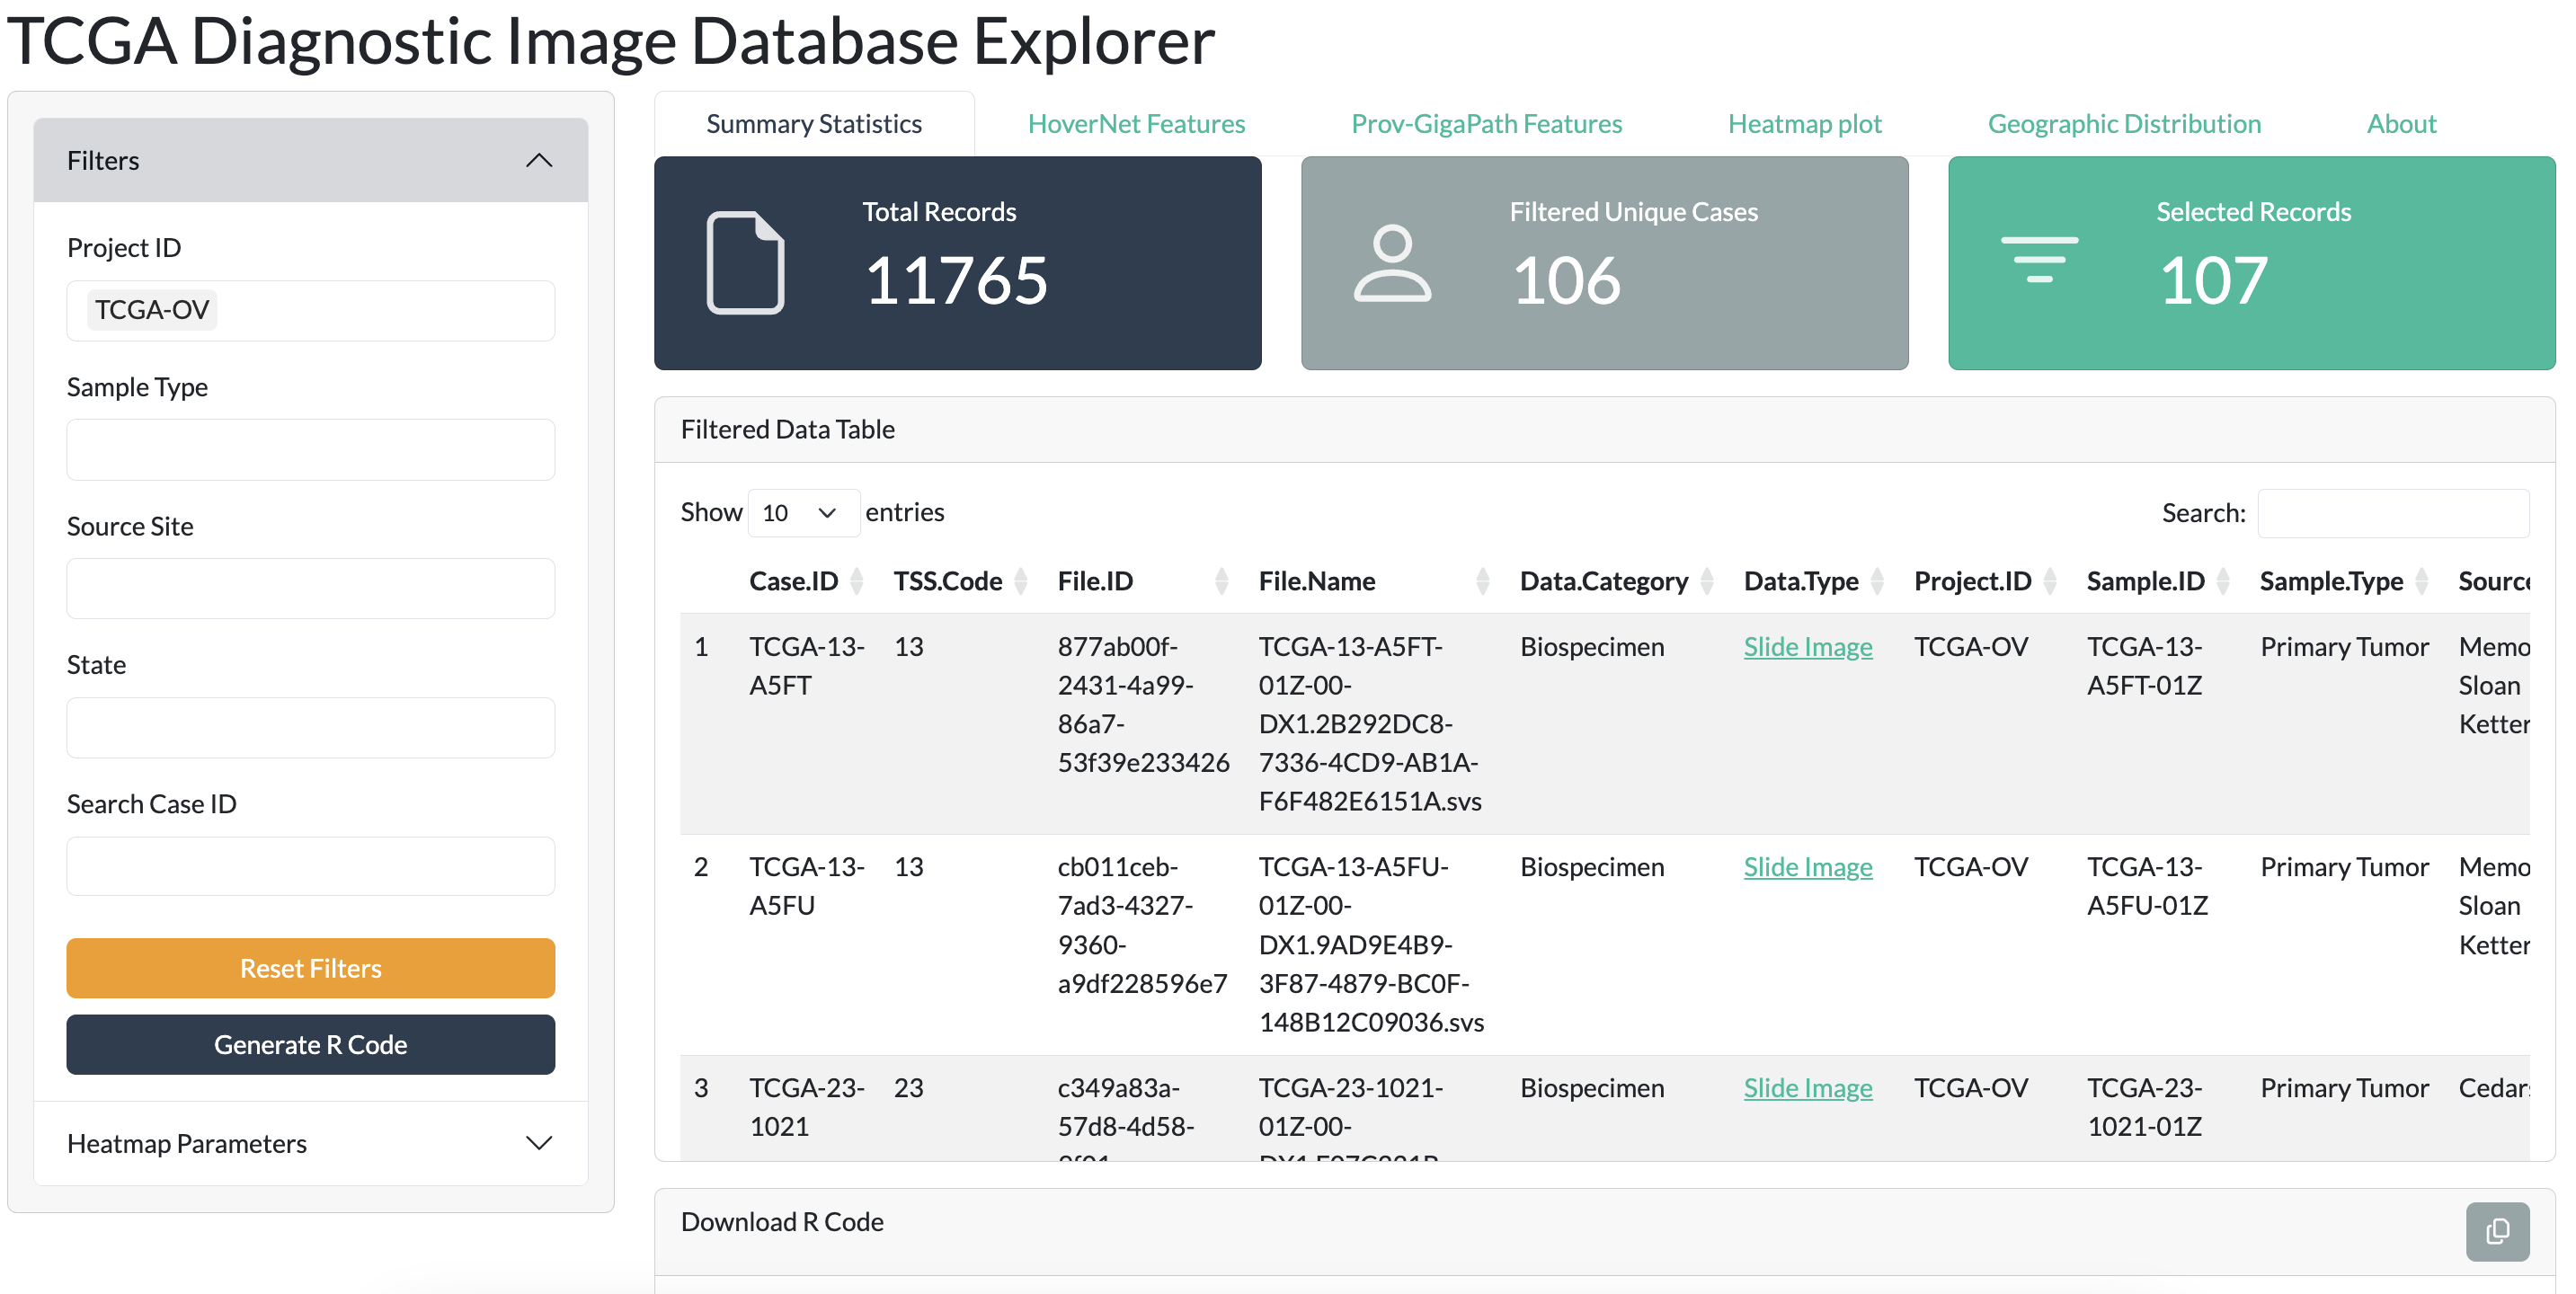 TCGA Diagnostic Image Database Explorer
Filters
Project ID
TCGA-OV
Sample Type
Source Site
State
Search Case ID
Reset Filters
Generate R Code
Heatmap Parameters
Summary Statistics
HoverNet Features
Prov-GigaPath Features
Heatmap plot
Geographic Distribution
About
Total Records
11765
Filtered Unique Cases
106
Selected Records
107
Filtered Data Table
Show 10 entries
Search:
Case.ID TSS.Code File.ID File.Name Data.Category Data.Type Project.ID Sample.ID Sample.Type Source
1 TCGA-13- 13 877ab00f- TCGA-13-A5FT- Biospecimen Slide Image TCGA-OV TCGA-13- Primary Tumor Memo
A5FT 2431-4a99- 01Z-00- A5FT-01Z Sloan
86a7- DX1.2B292DC8- Ketter
53f39e233426 7336-4CD9-AB1A-
F6F482E6151A.svs
2 TCGA-13- 13 cb011ceb- TCGA-13-A5FU- Biospecimen Slide Image TCGA-OV TCGA-13- Primary Tumor Memo
A5FU 7ad3-4327- 01Z-00- A5FU-01Z Sloan
9360- DX1.9AD9E4B9- Ketter
a9df228596e7 3F87-4879-BC0F-
148B12C09036.svs
3 TCGA-23- 23 c349a83a- TCGA-23-1021- Biospecimen Slide Image TCGA-OV TCGA-23- Primary Tumor Cedars
1021 57d8-4d58- 01Z-00- 1021-01Z
Download R Code